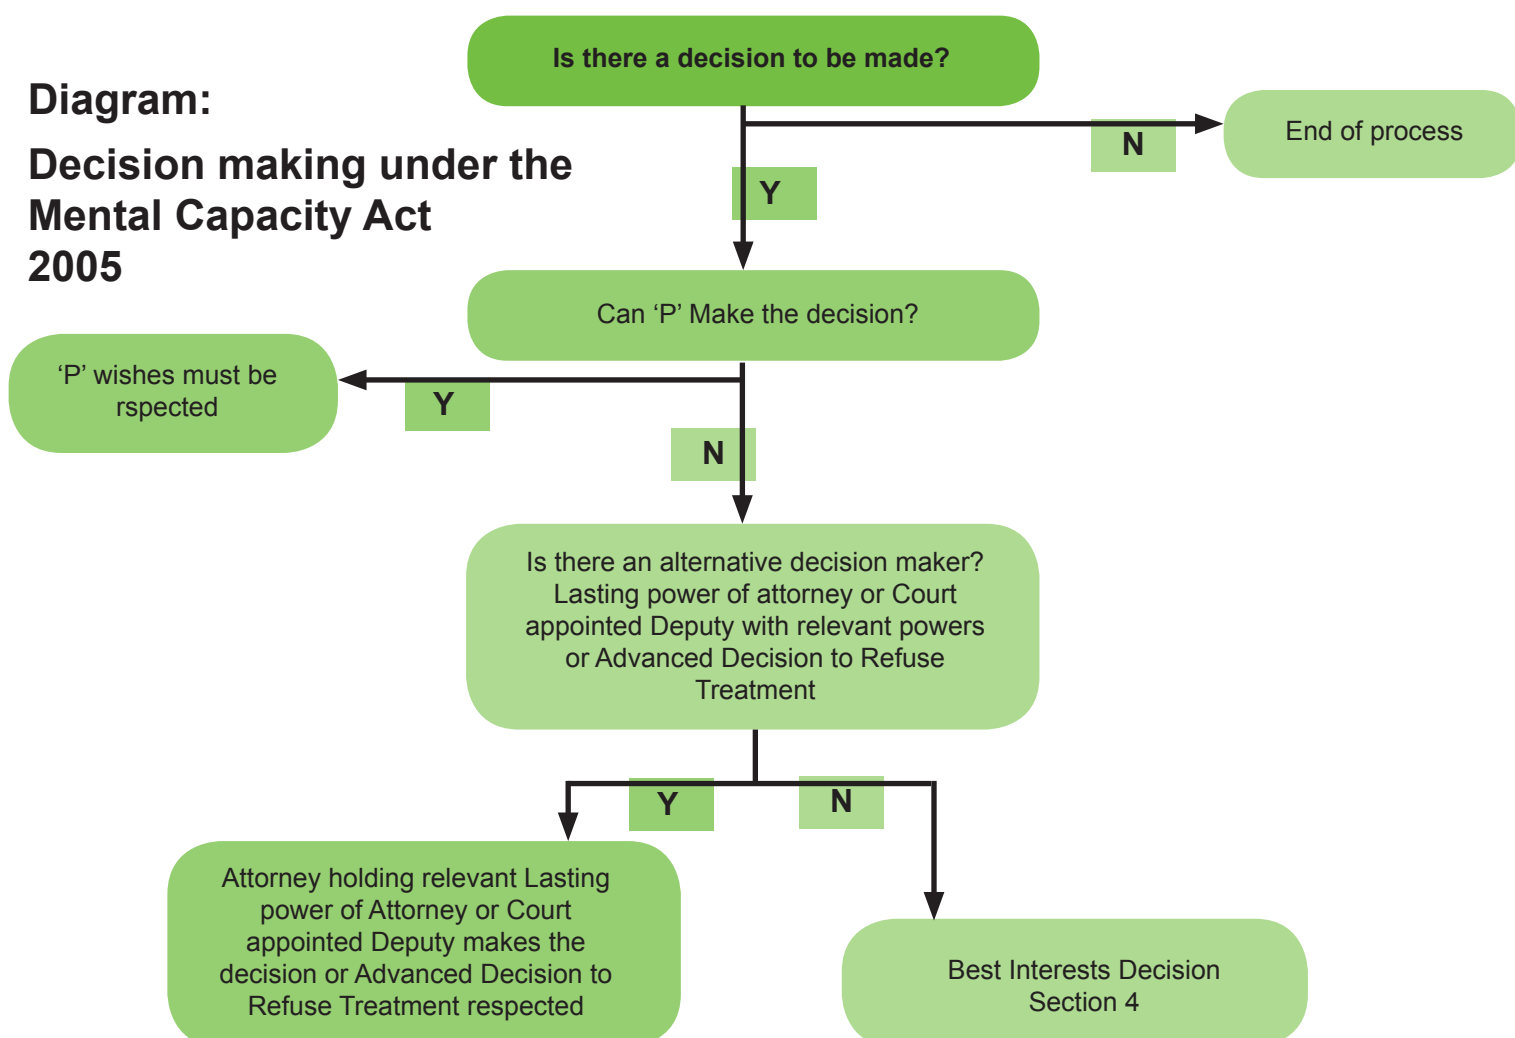 Diagram:
Decision making under the
Mental Capacity Act
2005
Is there a decision to be made?
N
End of process
Y
Can ‘P’ Make the decision?
Y
‘P’ wishes must be
rspected
N
Is there an alternative decision maker?
Lasting power of attorney or Court
appointed Deputy with relevant powers
or Advanced Decision to Refuse
Treatment
Y
N
Attorney holding relevant Lasting
power of Attorney or Court
appointed Deputy makes the
decision or Advanced Decision to
Refuse Treatment respected
Best Interests Decision
Section 4